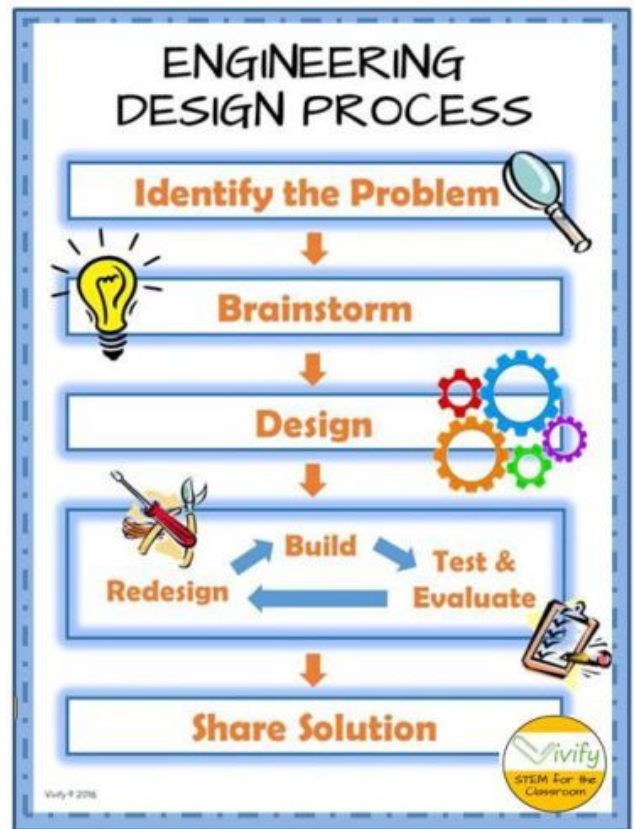 ENGINEERING
DESIGN PROCESS
Identify the Problem
Brainstorm
Design
Build
Test &
Evaluate
Redesign
Share Solution
Vivify
STEM for the
Classroom
Vivify © 2016